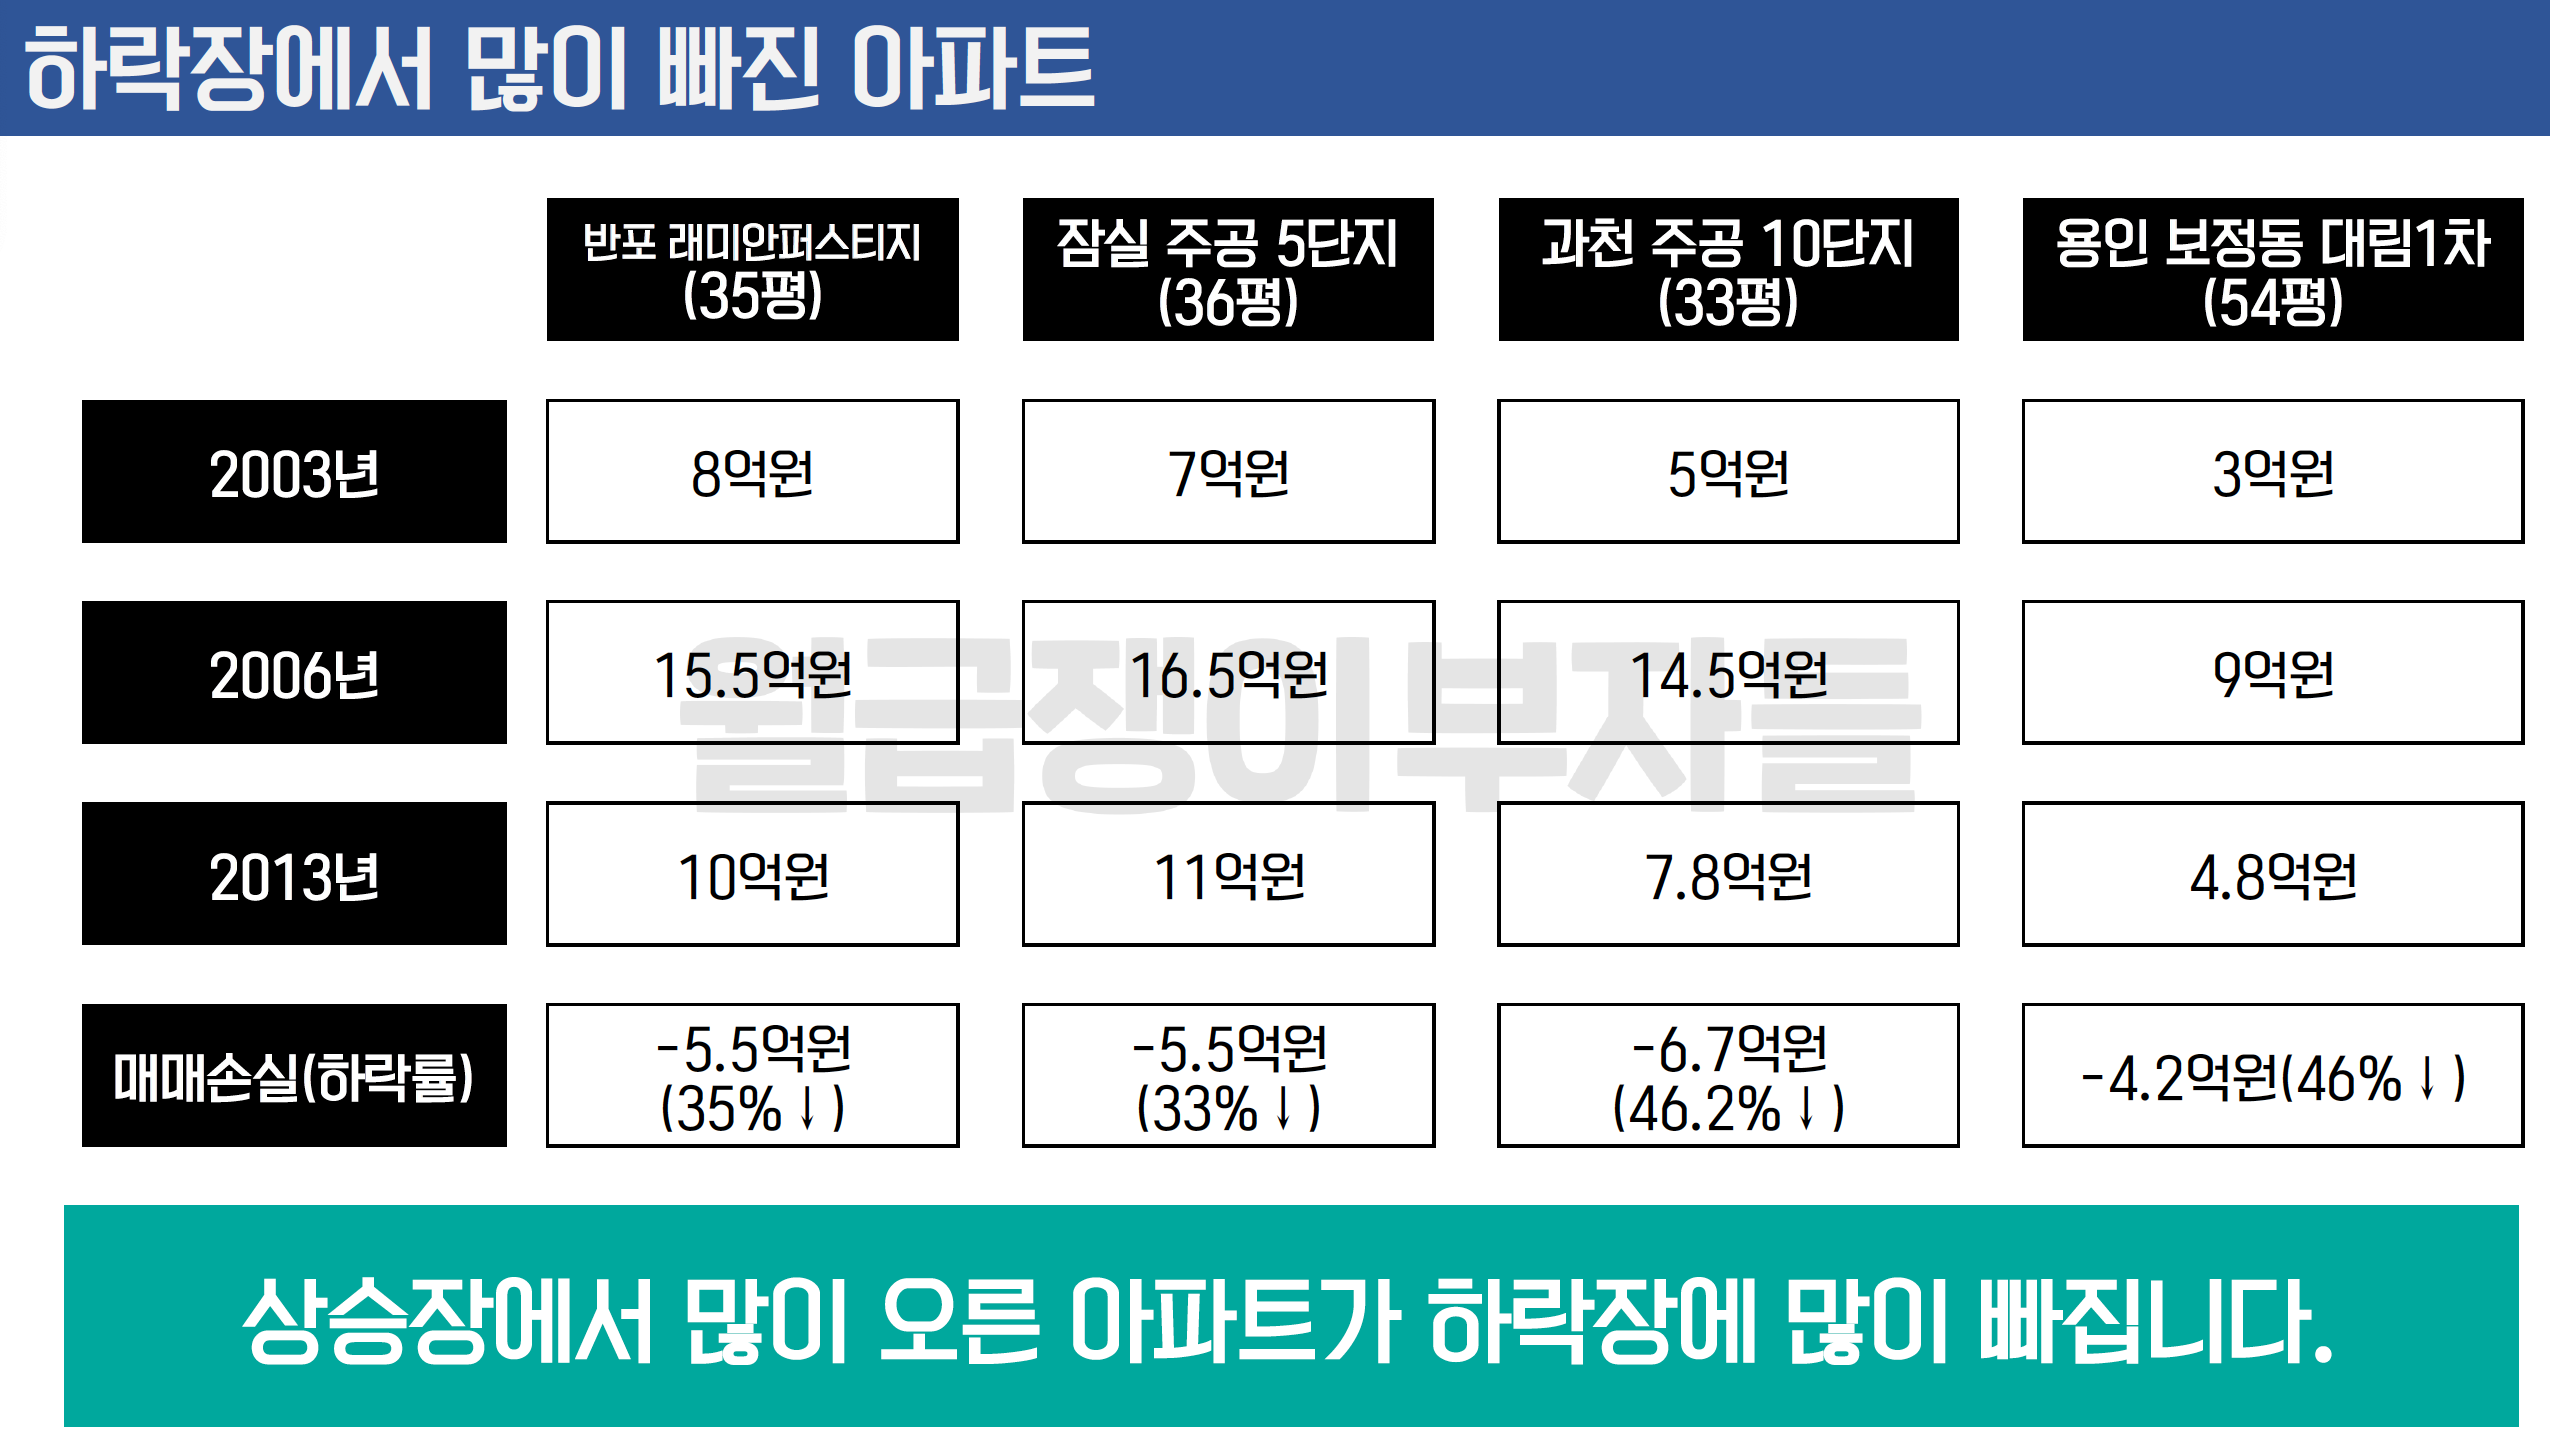 하락장에서 많이 빠진 아파트
반포 래미안퍼스티지
(35평)
잠실 주공 5단지
(36평)
과천 주공 10단지
(33평)
용인 보정동 대림1차
(54평)
2003년
8억원
7억원
5억원
3억원
2006년
15.5억원
16.5억원
14.5억원
9억원
월급쟁이부자들
2013년
10억원
11억원
7.8억원
4.8억원
매매손실(하락률)
-5.5억원
(35%↓)
-5.5억원
(33%↓)
-6.7억원
(46.2%↓)
-4.2억원(46%↓)
상승장에서 많이 오른 아파트가 하락장에 많이 빠집니다.